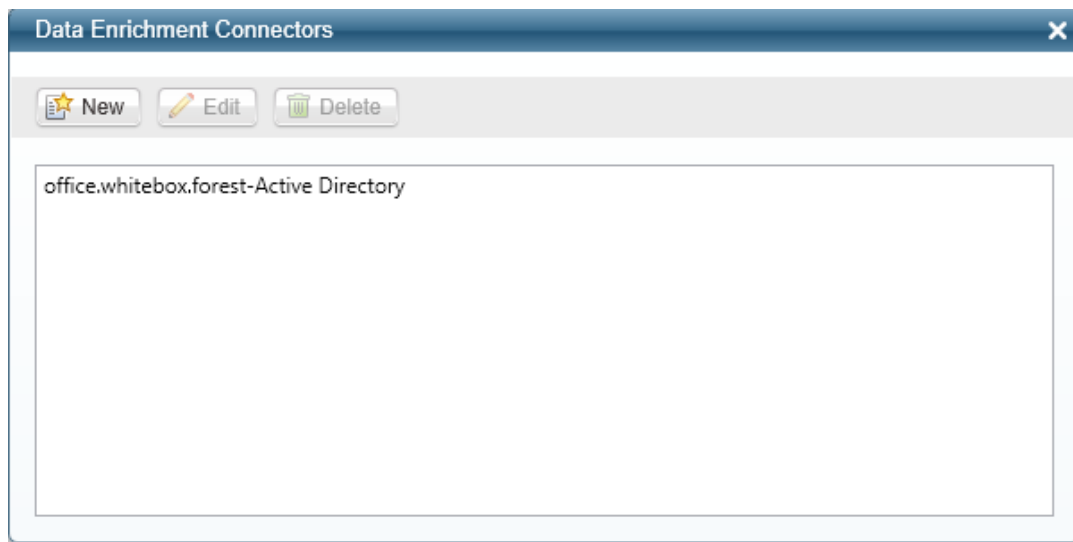 Data Enrichment Connectors
New Edit Delete
office.whitebox.forest-Active Directory